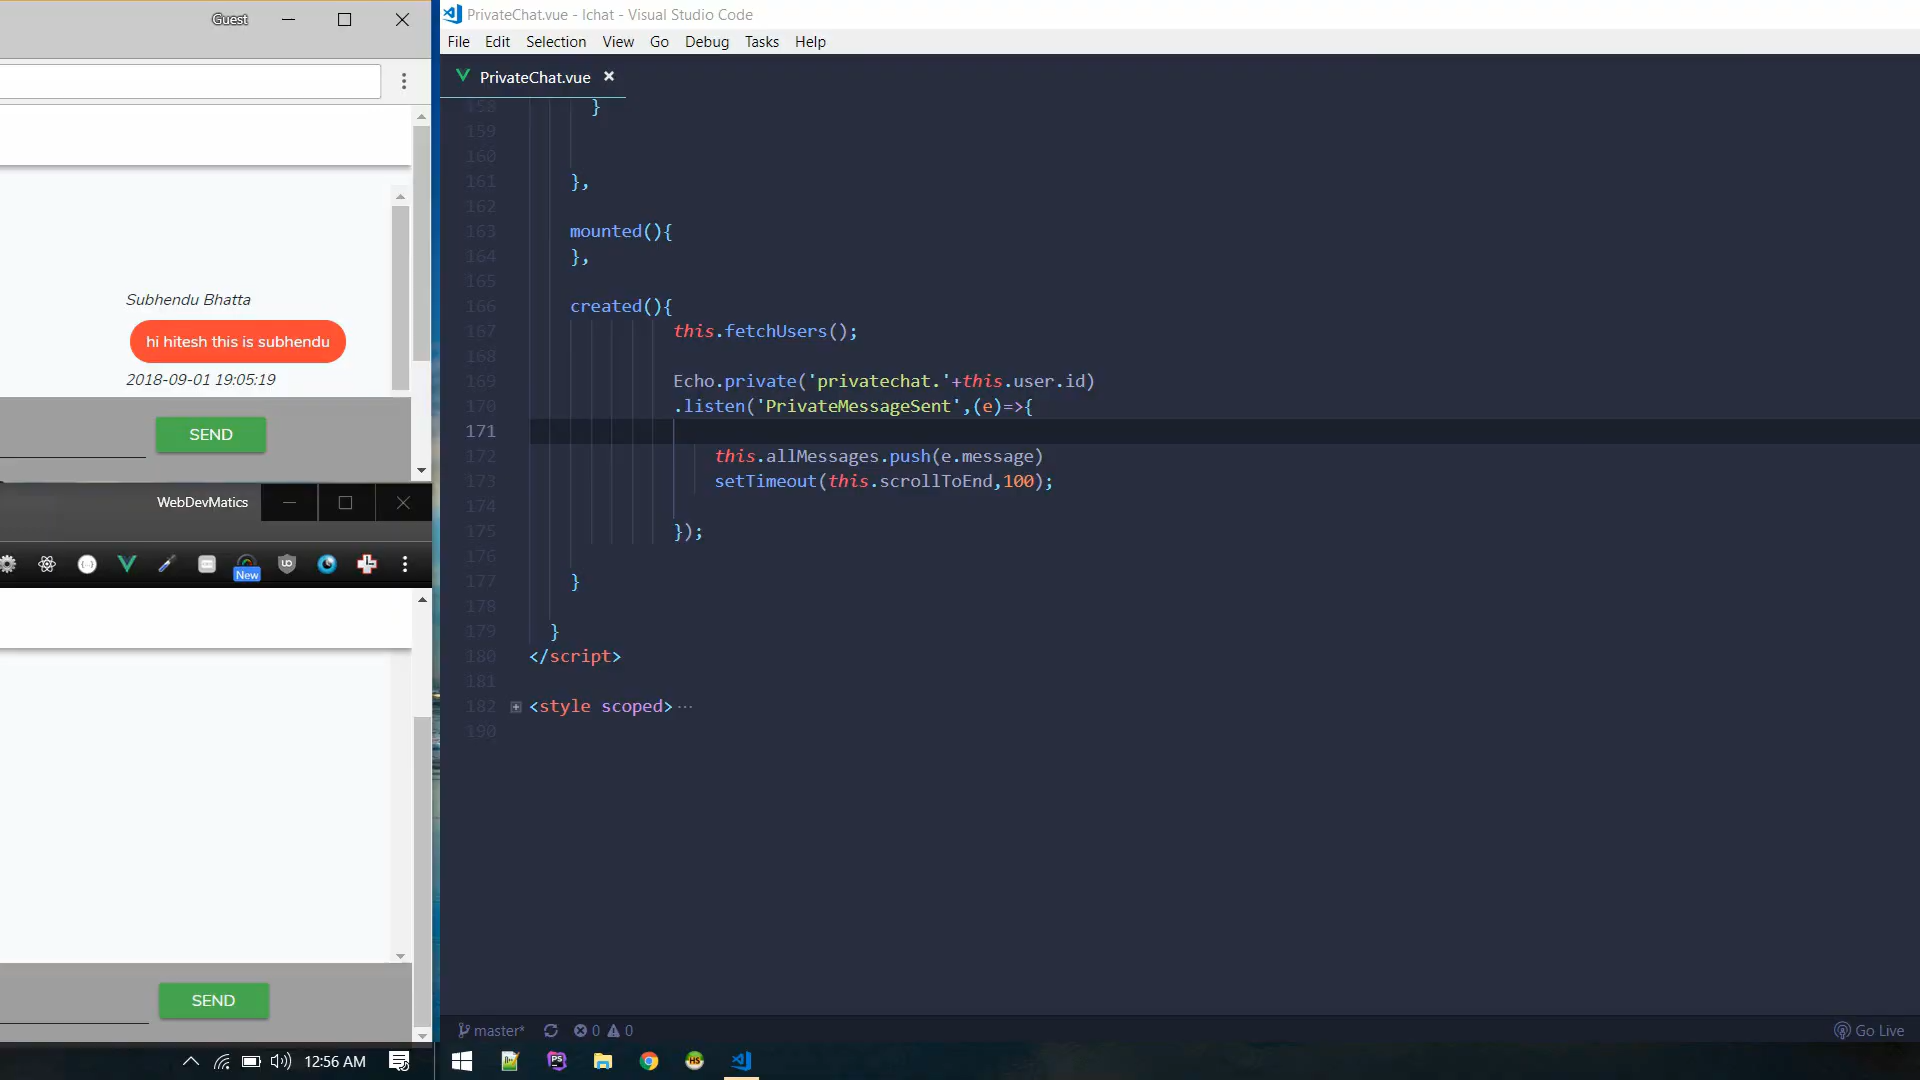 Guest
Subhendu Bhatta
hi hitesh this is subhendu
2018-09-01 19:05:19
SEND
WebDevMatics
New
SEND
12:56 AM
PrivateChat.vue - lchat - Visual Studio Code
File Edit Selection View Go Debug Tasks Help
PrivateChat.vue
158 }
159
160
161 },
162
163 mounted(){
164 },
165
166 created(){
167 this.fetchUsers();
168
169 Echo.private('privatechat.'+this.user.id)
170 .listen('PrivateMessageSent',(e)=>{
171
172 this.allMessages.push(e.message)
173 setTimeout(this.scrollToEnd,100);
174
175 });
176
177 }
178
179 }
180 </script>
181
182 <style scoped>···
190
master* 0 0 Go Live